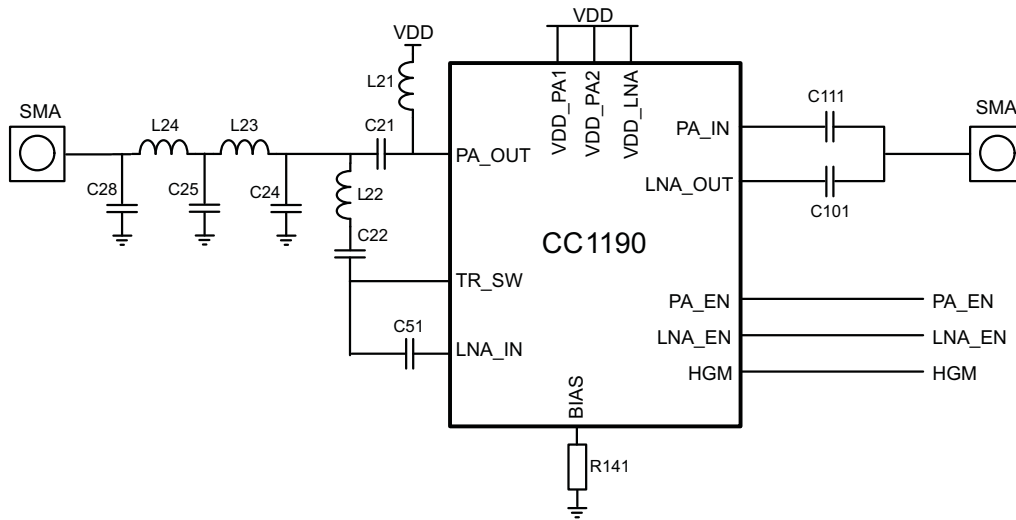 VDD
VDD
L21
SMA
L24
L23
C21
C111
SMA
VDD_PA1
VDD_PA2
VDD_LNA
PA_IN
PA_OUT
C28
C25
C24
L22
LNA_OUT
C101
C22
CC1190
TR_SW
PA_EN
PA_EN
C51
LNA_IN
LNA_EN
LNA_EN
HGM
HGM
BIAS
R141